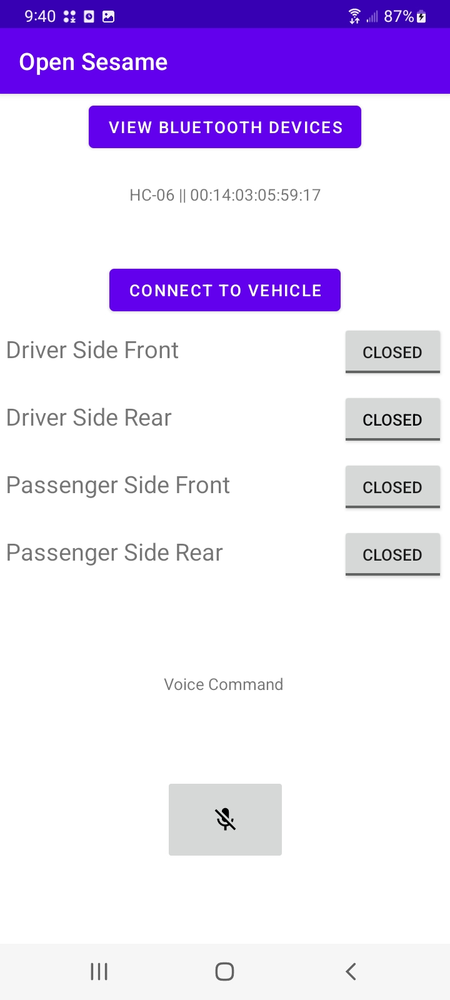 9:40 87%
Open Sesame
VIEW BLUETOOTH DEVICES
HC-06 || 00:14:03:05:59:17
CONNECT TO VEHICLE
Driver Side Front CLOSED
Driver Side Rear CLOSED
Passenger Side Front CLOSED
Passenger Side Rear CLOSED
Voice Command